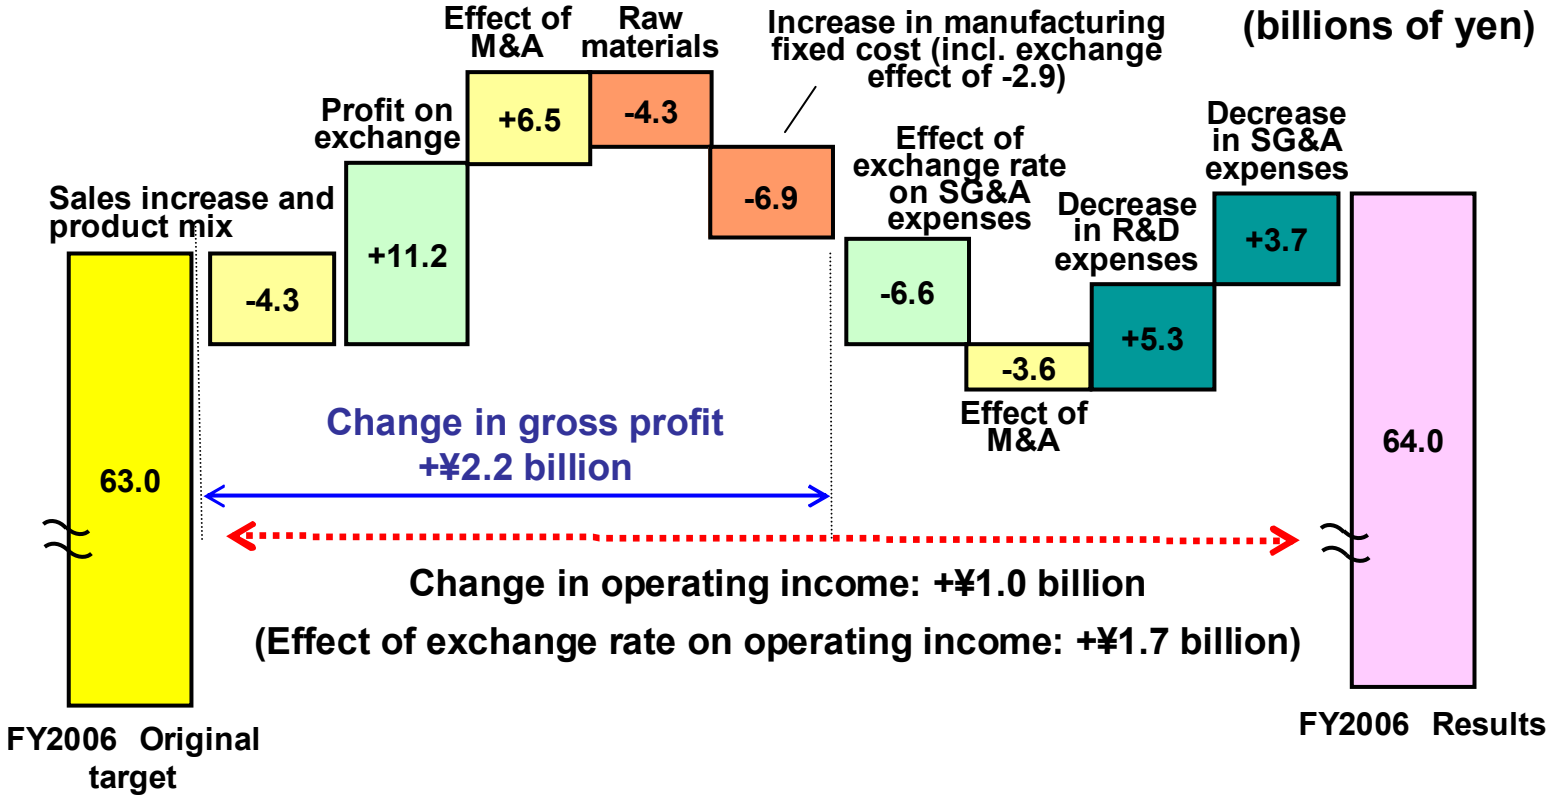 (billions of yen)
Effect of
M&A
Raw
materials
Increase in manufacturing
fixed cost (incl. exchange
effect of -2.9)
Profit on
exchange
+6.5
-4.3
Decrease
in SG&A
expenses
Effect of
exchange rate
on SG&A
expenses
Sales increase and
product mix
-6.9
Decrease
in R&D
expenses
+3.7
+11.2
-4.3
-6.6
+5.3
-3.6
Effect of
M&A
Change in gross profit
+¥2.2 billion
63.0
64.0
Change in operating income: +¥1.0 billion
(Effect of exchange rate on operating income: +¥1.7 billion)
FY2006 Original
target
FY2006 Results